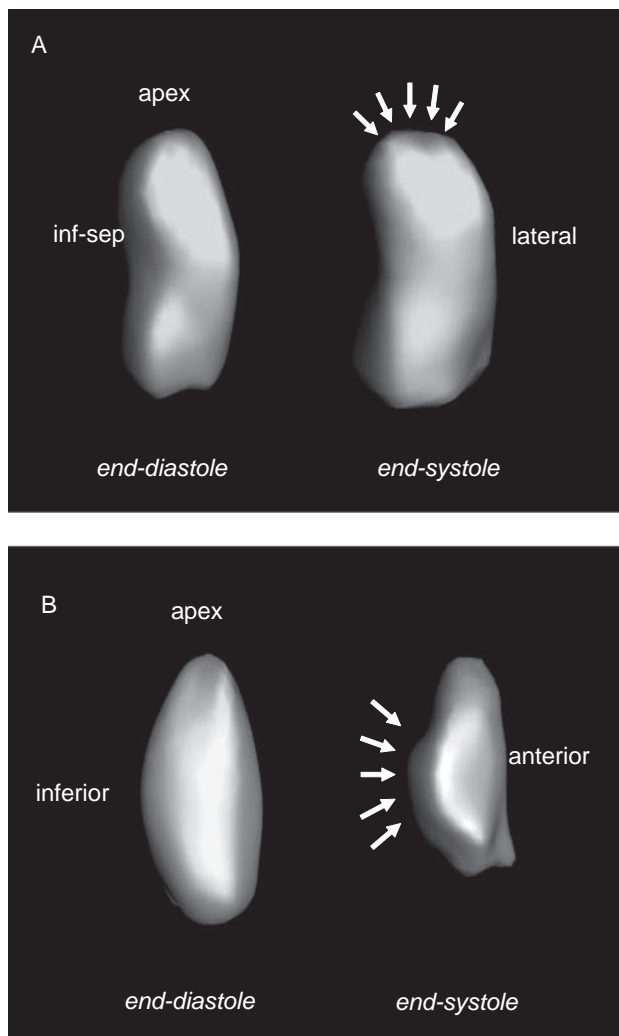 A
apex
inf-sep
lateral
end-diastole
end-systole
B
apex
inferior
anterior
end-diastole
end-systole